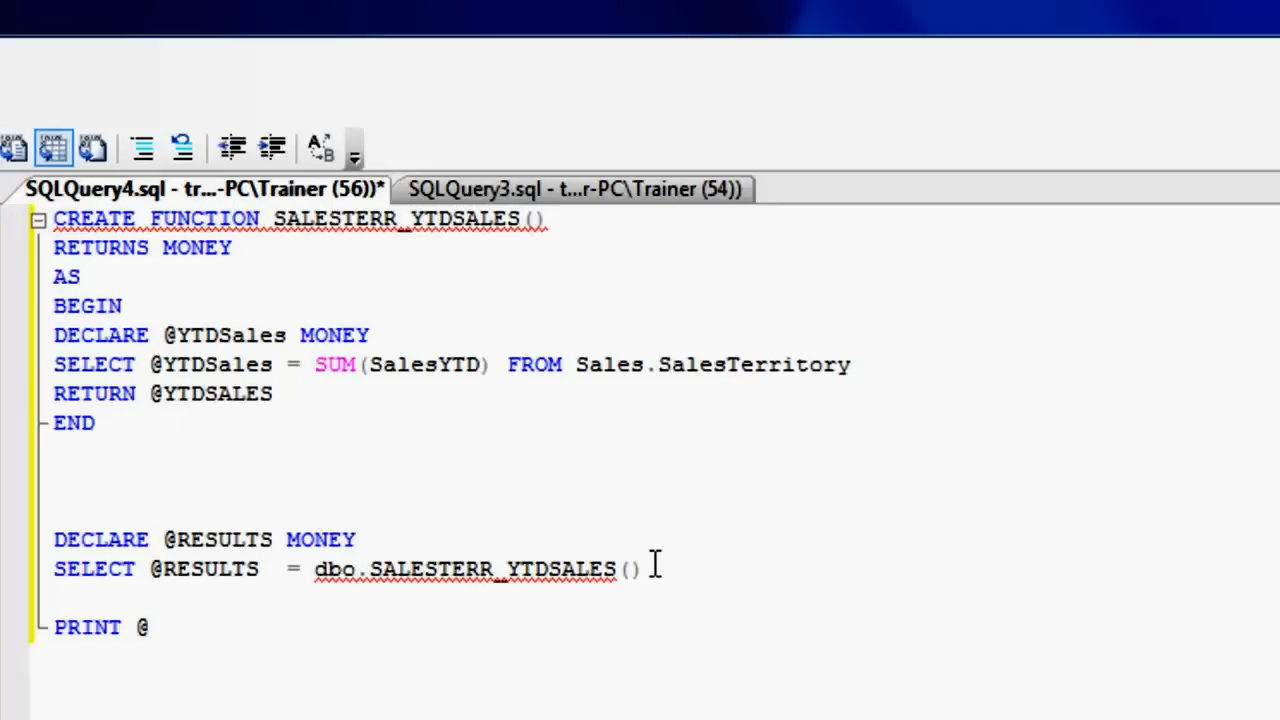 SQLQuery4.sql - tr...-PC\Trainer (56))* SQLQuery3.sql - t...r-PC\Trainer (54))
CREATE FUNCTION SALESTERR_YTDSALES()
RETURNS MONEY
AS
BEGIN
DECLARE @YTDSales MONEY
SELECT @YTDSales = SUM(SalesYTD) FROM Sales.SalesTerritory
RETURN @YTDSALES
END
DECLARE @RESULTS MONEY
SELECT @RESULTS  = dbo.SALESTERR_YTDSALES()
PRINT @